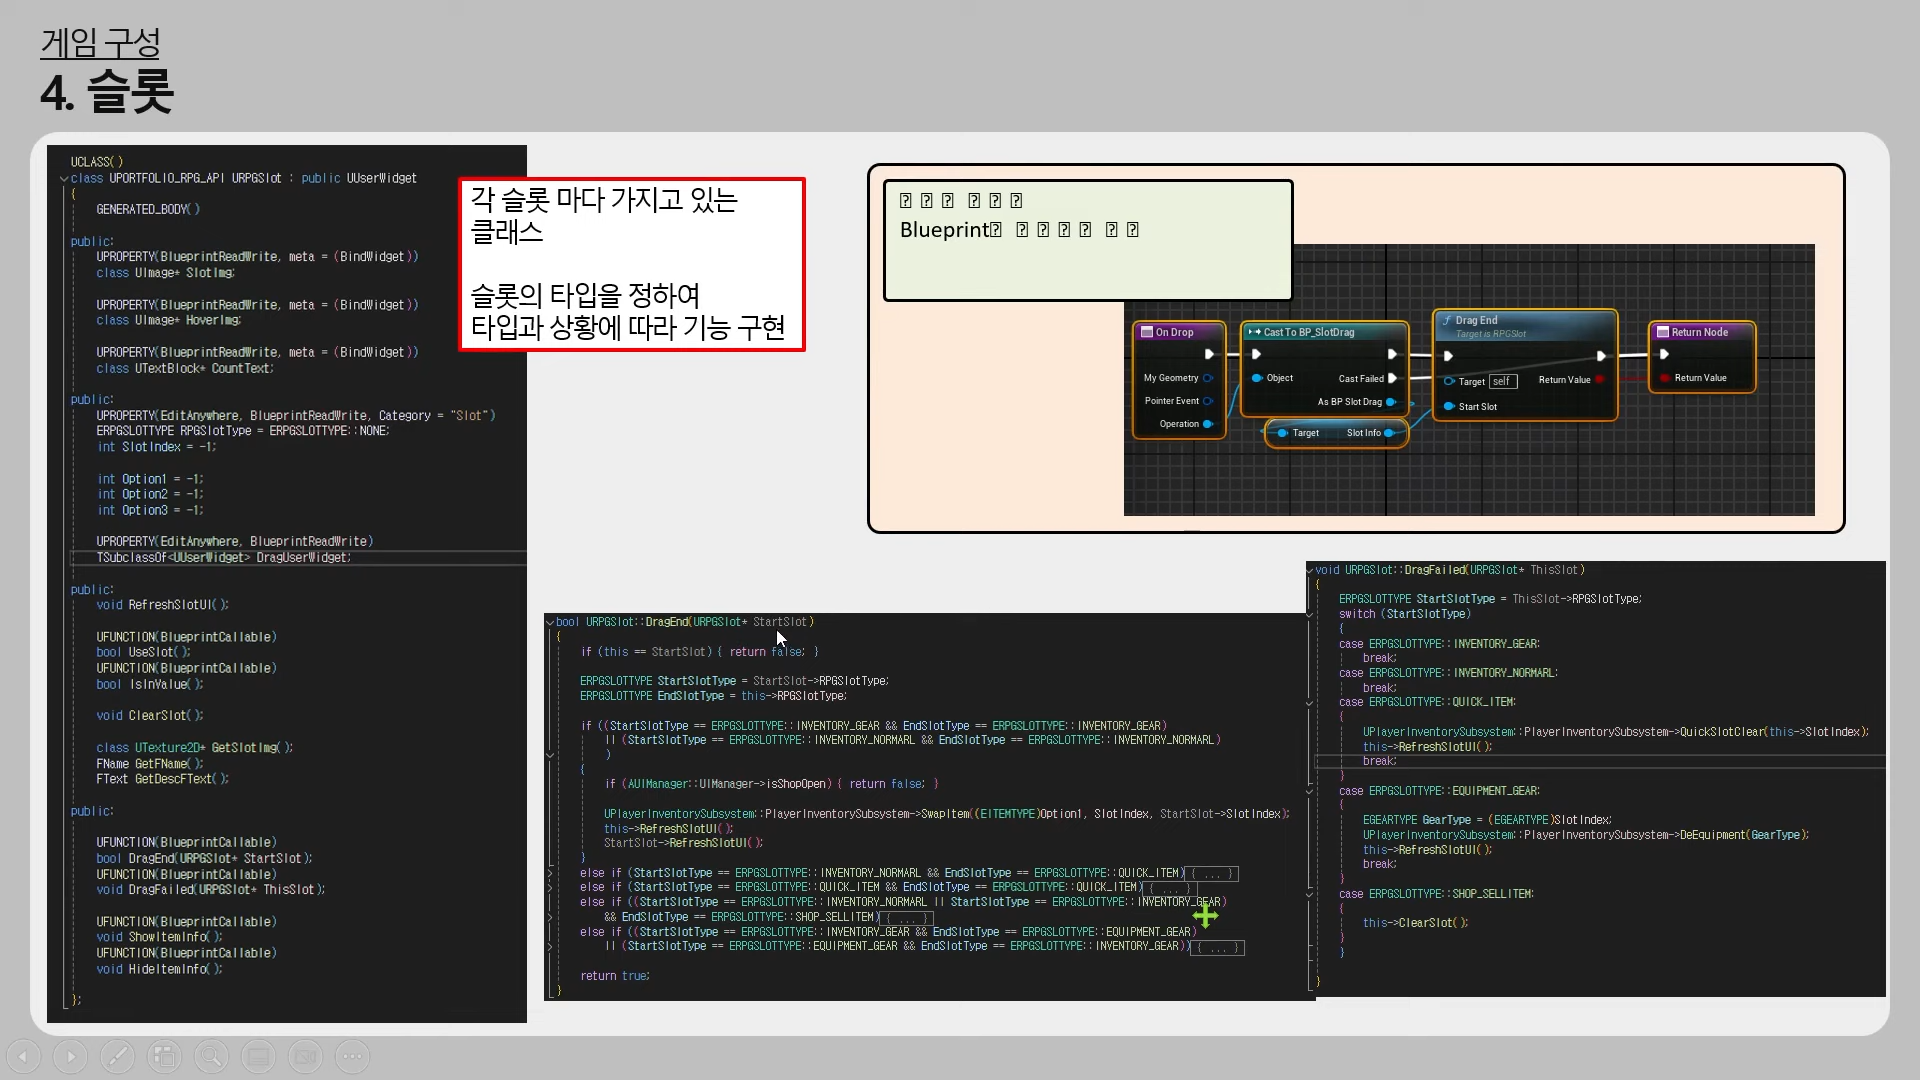 게임 구성
4. 슬롯
UCLASS()
class UPORTFOLIO_RPG_API URPGSlot : public UUserWidget
{
GENERATED_BODY()
public:
UPROPERTY(BlueprintReadWrite, meta = (BindWidget))
class UImage* SlotImg;
UPROPERTY(BlueprintReadWrite, meta = (BindWidget))
class UImage* HoverImg;
UPROPERTY(BlueprintReadWrite, meta = (BindWidget))
class UTextBlock* CountText;
public:
UPROPERTY(EditAnywhere, BlueprintReadWrite, Category = "Slot")
ERPGSLOTTYPE RPGSlotType = ERPGSLOTTYPE::NONE;
int SlotIndex = -1;
int Option1 = -1;
int Option2 = -1;
int Option3 = -1;
UPROPERTY(EditAnywhere, BlueprintReadWrite)
TSubclassOf<UUserWidget> DragUserWidget;
public:
void RefreshSlotUI();
UFUNCTION(BlueprintCallable)
bool UseSlot();
UFUNCTION(BlueprintCallable)
bool IsInValue();
void ClearSlot();
class UTexture2D* GetSlotImg();
FName GetFName();
FText GetDescFText();
public:
UFUNCTION(BlueprintCallable)
bool DragEnd(URPGSlot* StartSlot);
UFUNCTION(BlueprintCallable)
void DragFailed(URPGSlot* ThisSlot);
UFUNCTION(BlueprintCallable)
void ShowItemInfo();
UFUNCTION(BlueprintCallable)
void HideItemInfo();
};
각 슬롯 마다 가지고 있는
클래스
슬롯의 타입을 정하여
타입과 상황에 따라 기능 구현
Blueprint
On Drop
My Geometry
Pointer Event
Operation
Cast To BP_SlotDrag
Object
Cast Failed
As BP Slot Drag
Target
Slot Info
Drag End
Target is RPGSlot
Target self
Return Value
Start Slot
Return Node
Return Value
bool URPGSlot::DragEnd(URPGSlot* StartSlot)
{
if (this == StartSlot) { return false; }
ERPGSLOTTYPE StartSlotType = StartSlot->RPGSlotType;
ERPGSLOTTYPE EndSlotType = this->RPGSlotType;
if ((StartSlotType == ERPGSLOTTYPE::INVENTORY_GEAR && EndSlotType == ERPGSLOTTYPE::INVENTORY_GEAR)
|| (StartSlotType == ERPGSLOTTYPE::INVENTORY_NORMARL && EndSlotType == ERPGSLOTTYPE::INVENTORY_NORMARL)
)
{
if (AUIManager::UIManager->isShopOpen) { return false; }
UPlayerInventorySubsystem::PlayerInventorySubsystem->SwapItem((EITEMTYPE)Option1, SlotIndex, StartSlot->SlotIndex);
this->RefreshSlotUI();
StartSlot->RefreshSlotUI();
}
else if (StartSlotType == ERPGSLOTTYPE::INVENTORY_NORMARL && EndSlotType == ERPGSLOTTYPE::QUICK_ITEM) { ... }
else if (StartSlotType == ERPGSLOTTYPE::QUICK_ITEM && EndSlotType == ERPGSLOTTYPE::QUICK_ITEM) { ... }
else if ((StartSlotType == ERPGSLOTTYPE::INVENTORY_NORMARL || StartSlotType == ERPGSLOTTYPE::INVENTORY_GEAR)
&& EndSlotType == ERPGSLOTTYPE::SHOP_SELLITEM) { ... }
else if ((StartSlotType == ERPGSLOTTYPE::INVENTORY_GEAR && EndSlotType == ERPGSLOTTYPE::EQUIPMENT_GEAR)
|| (StartSlotType == ERPGSLOTTYPE::EQUIPMENT_GEAR && EndSlotType == ERPGSLOTTYPE::INVENTORY_GEAR)) { ... }
return true;
}
void URPGSlot::DragFailed(URPGSlot* ThisSlot)
{
ERPGSLOTTYPE StartSlotType = ThisSlot->RPGSlotType;
switch (StartSlotType)
{
case ERPGSLOTTYPE::INVENTORY_GEAR:
break;
case ERPGSLOTTYPE::INVENTORY_NORMARL:
break;
case ERPGSLOTTYPE::QUICK_ITEM:
{
UPlayerInventorySubsystem::PlayerInventorySubsystem->QuickSlotClear(this->SlotIndex);
this->RefreshSlotUI();
break;
}
case ERPGSLOTTYPE::EQUIPMENT_GEAR:
{
EGEARTYPE GearType = (EGEARTYPE)SlotIndex;
UPlayerInventorySubsystem::PlayerInventorySubsystem->DeEquipment(GearType);
this->RefreshSlotUI();
break;
}
case ERPGSLOTTYPE::SHOP_SELLITEM:
{
this->ClearSlot();
}
}
}